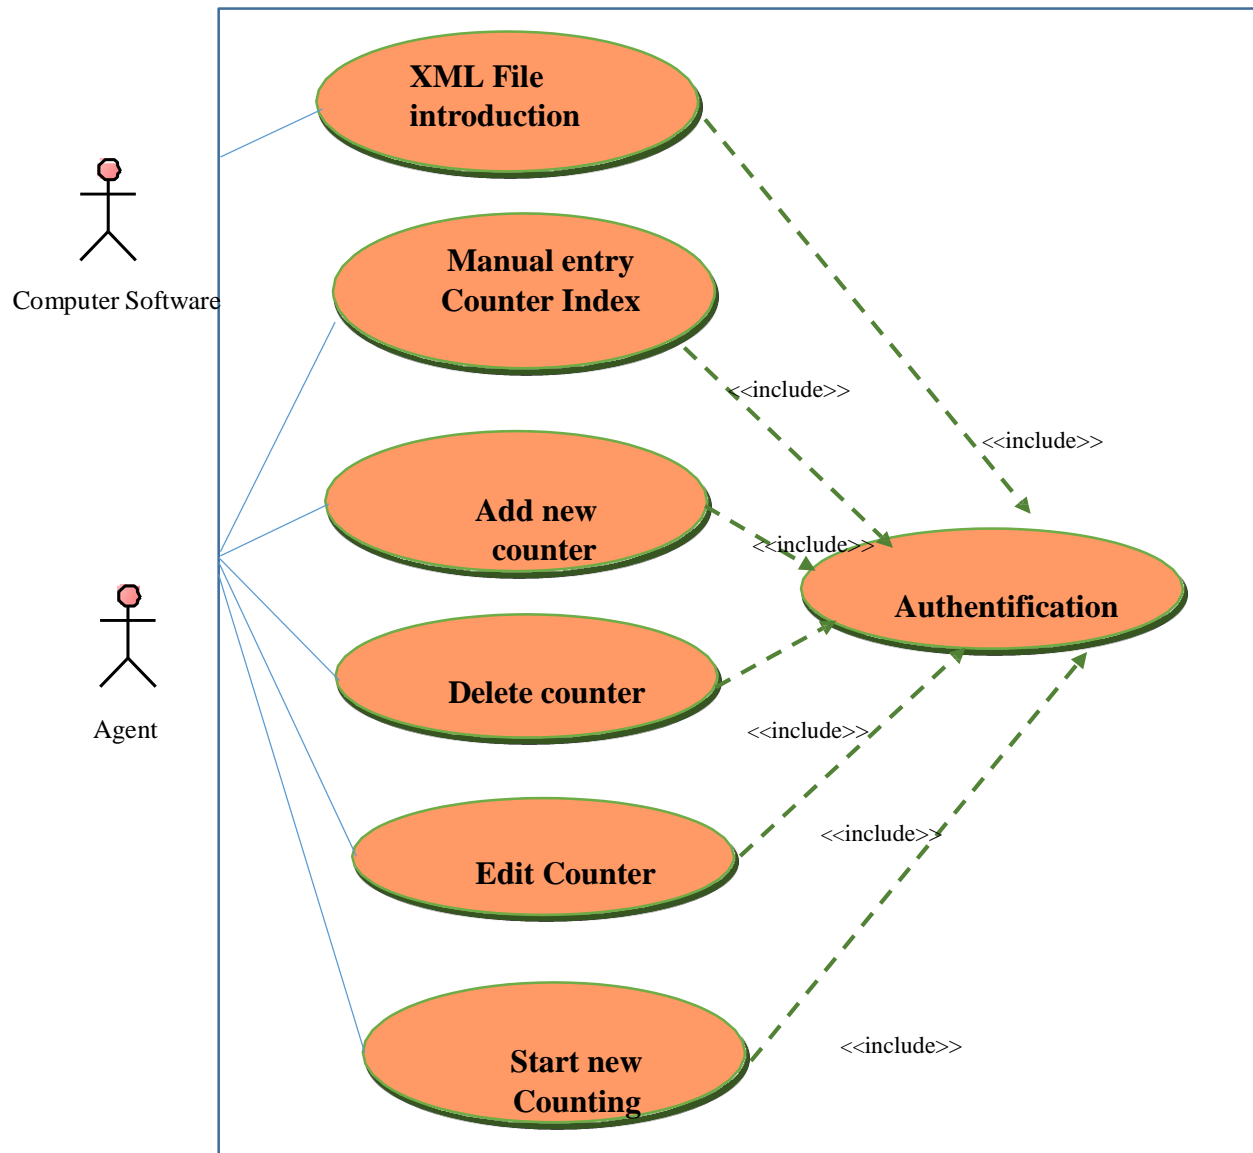 XML File
introduction
Manual entry
Counter Index
Computer Software
<<include>>
<<include>>
Add new
counter
<<include>>
Authentification
Delete counter
Agent
<<include>>
<<include>>
Edit Counter
<<include>>
Start new
Counting